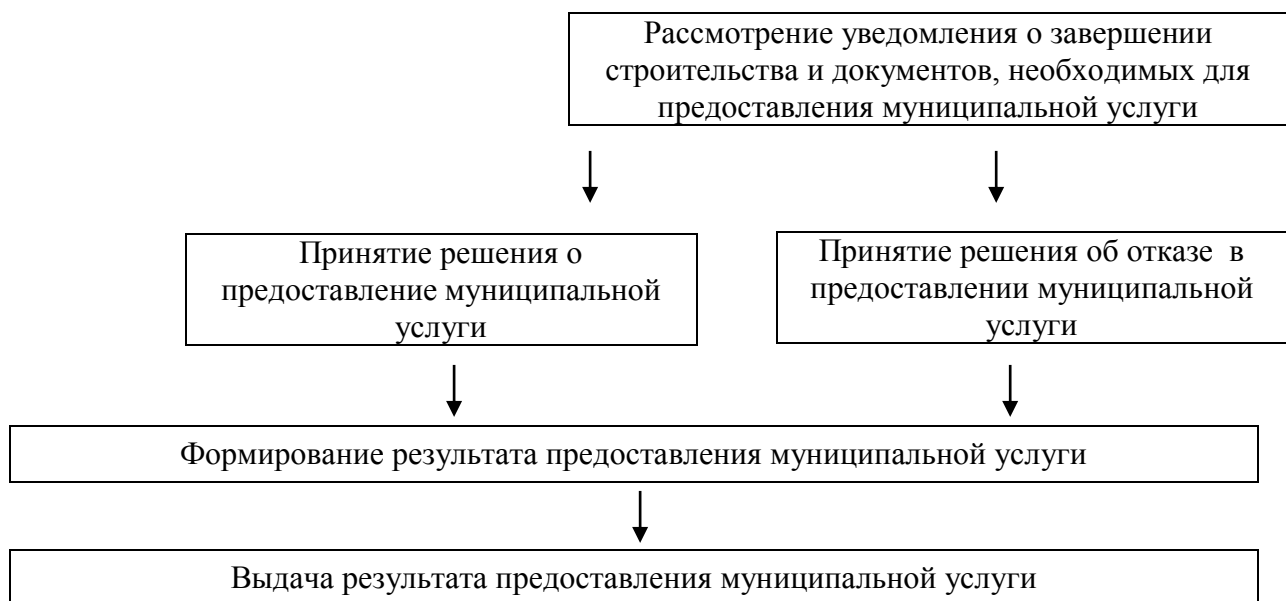 Рассмотрение уведомления о завершении
строительства и документов, необходимых для
предоставления муниципальной услуги
Принятие решения о
предоставление муниципальной
услуги
Принятие решения об отказе в
предоставлении муниципальной
услуги
Формирование результата предоставления муниципальной услуги
Выдача результата предоставления муниципальной услуги